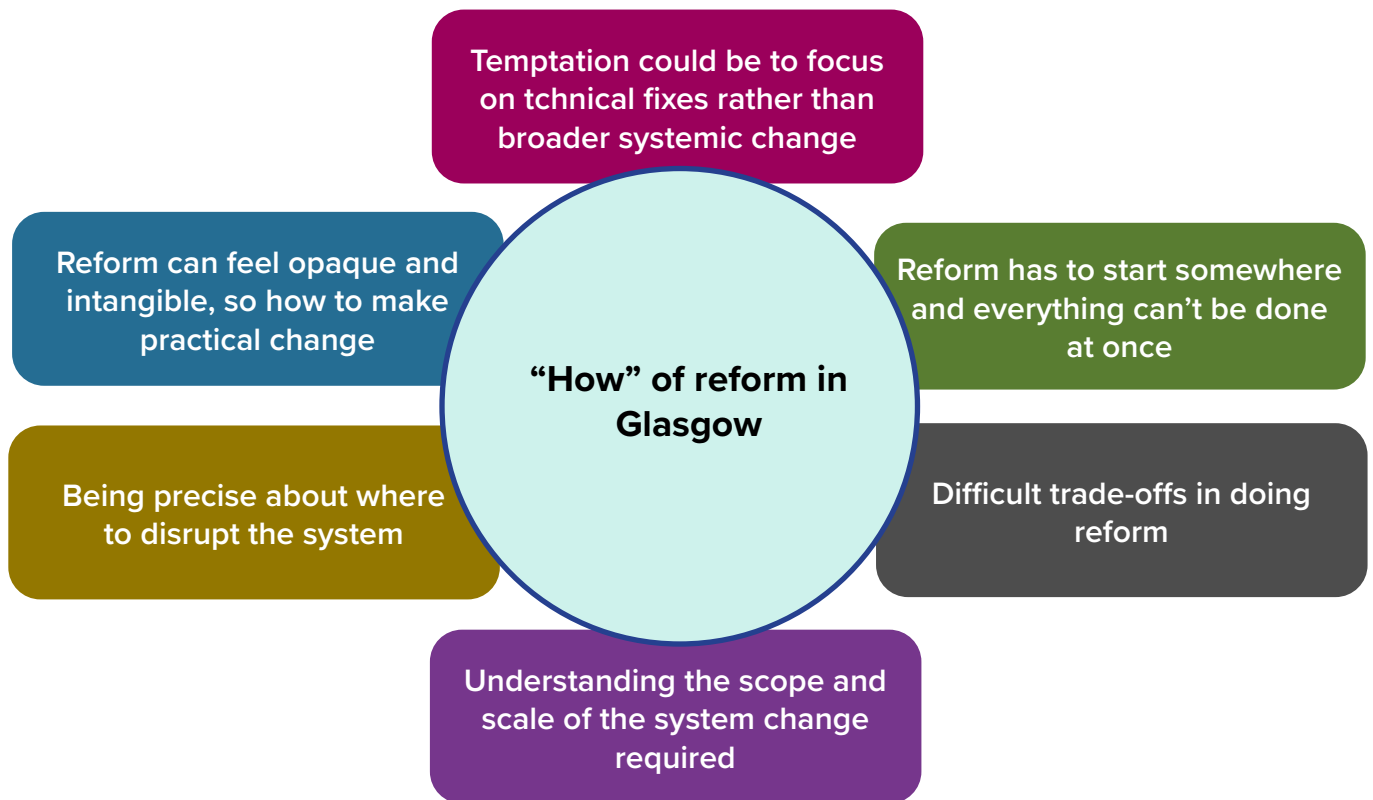 Temptation could be to focus
on tchnical fixes rather than
broader systemic change
Reform can feel opaque and
intangible, so how to make
practical change
Reform has to start somewhere
and everything can’t be done
at once
“How” of reform in
Glasgow
Being precise about where
to disrupt the system
Difficult trade-offs in doing
reform
Understanding the scope and
scale of the system change
required